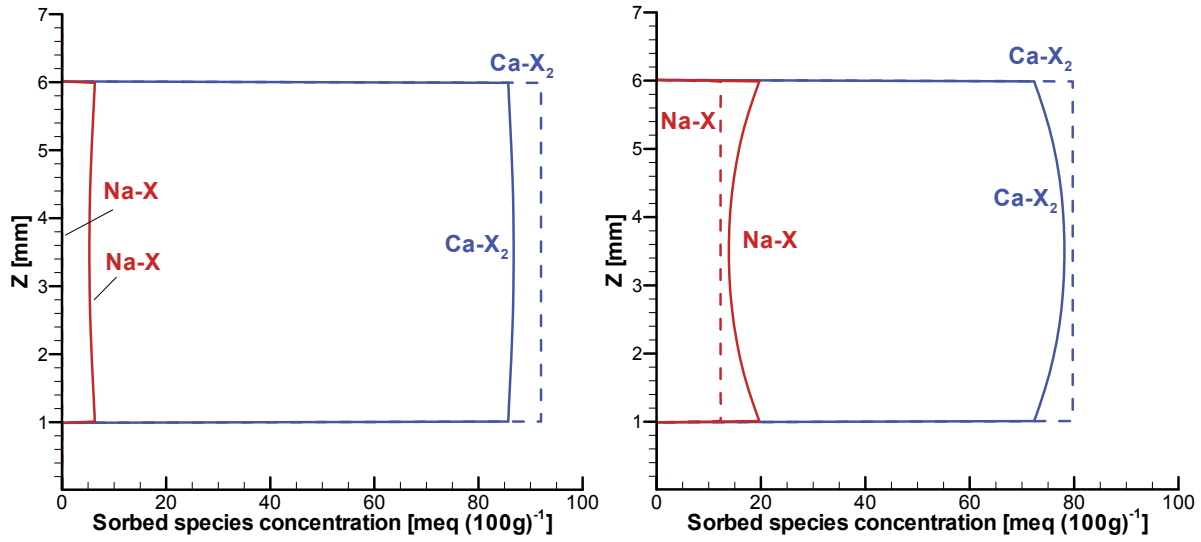 7
6
5
4
3
2
1
Z [mm]
Ca-X2
Na-X
Na-X
Ca-X2
0 20 40 60 80 100
Sorbed species concentration [meq (100g)-1]
7
6
5
4
3
2
1
Z [mm]
Ca-X2
Na-X
Ca-X2
Na-X
0 20 40 60 80 100
Sorbed species concentration [meq (100g)-1]